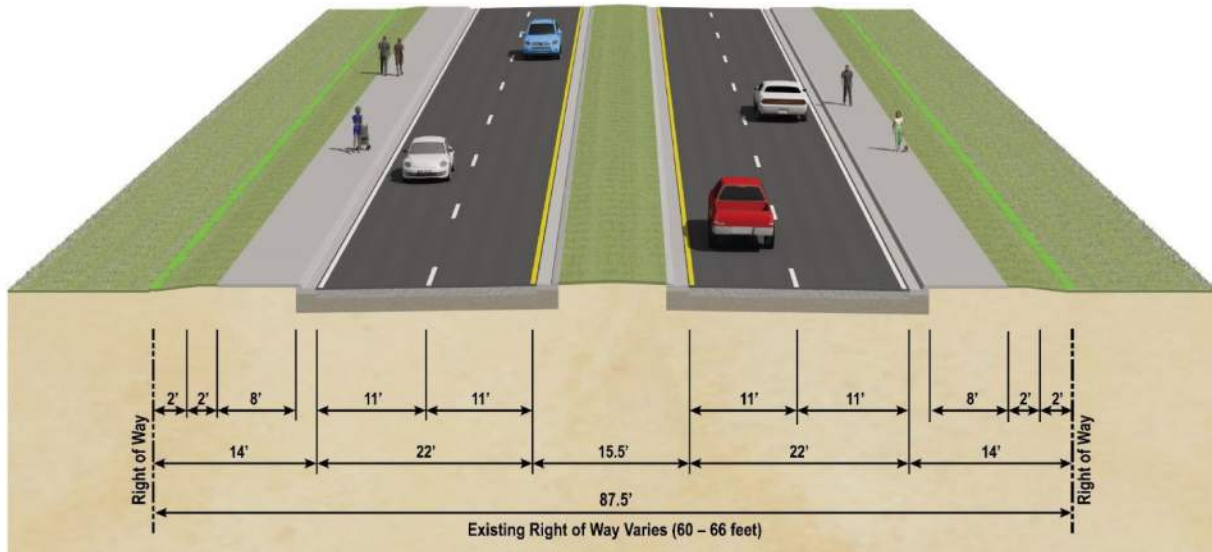 2' 2' 8' 11' 11' 11' 11' 8' 2' 2'
Right of Way
14' 22' 15.5' 22' 14'
Right of Way
87.5'
Existing Right of Way Varies (60 – 66 feet)